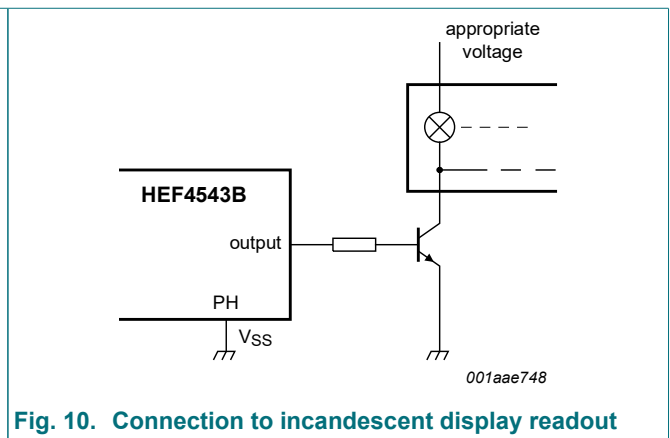 appropriate
voltage
HEF4543B
output
PH
VSS
001aae748
Fig. 10. Connection to incandescent display readout